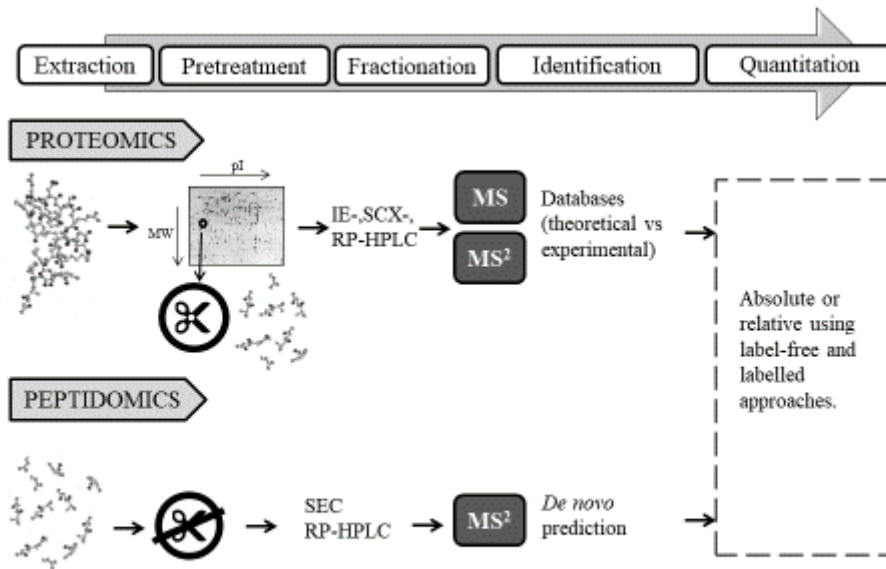 Extraction
Pretreatment
Fractionation
Identification
Quantitation
PROTEOMICS
pI
MW
IE-,SCX-,
RP-HPLC
MS
MS²
Databases
(theoretical vs
experimental)
Absolute or
relative using
label-free and
labelled
approaches.
PEPTIDOMICS
SEC
RP-HPLC
MS²
De novo
prediction